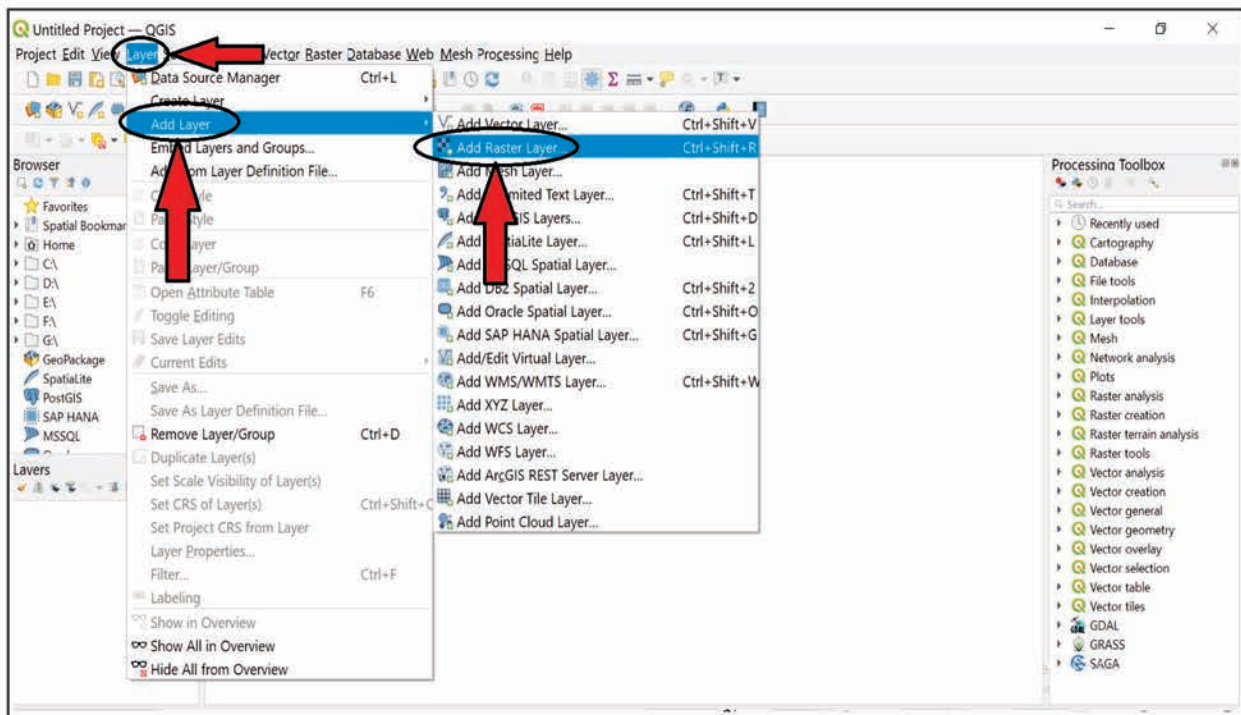 Untitled Project — QGIS
Project Edit View Layer Vector Raster Database Web Mesh Processing Help
Data Source Manager Ctrl+L
Create Layer
Add Layer
Embed Layers and Groups...
Add from Layer Definition File...
Open Attribute Table F6
Toggle Editing
Save Layer Edits
Current Edits
Save As...
Save As Layer Definition File...
Remove Layer/Group Ctrl+D
Duplicate Layer(s)
Set Scale Visibility of Layer(s)
Set CRS of Layer(s) Ctrl+Shift+C
Set Project CRS from Layer
Layer Properties...
Filter... Ctrl+F
Labeling
Show in Overview
Show All in Overview
Hide All from Overview
Add Vector Layer... Ctrl+Shift+V
Add Raster Layer... Ctrl+Shift+R
Add Mesh Layer...
Add Layer... Ctrl+Shift+T
Add Layers... Ctrl+Shift+D
Add Layer... Ctrl+Shift+L
Add Spatial Layer...
Add DB2 Spatial Layer... Ctrl+Shift+2
Add Oracle Spatial Layer... Ctrl+Shift+O
Add SAP HANA Spatial Layer... Ctrl+Shift+G
Add/Edit Virtual Layer...
Add WMS/WMTS Layer... Ctrl+Shift+W
Add XYZ Layer...
Add WCS Layer...
Add WFS Layer...
Add ArcGIS REST Server Layer...
Add Vector Tile Layer...
Add Point Cloud Layer...
Browser
Favorites
Spatial Bookmar
Home
C:\
D:\
E:\
F:\
G:\
GeoPackage
SpatiaLite
PostGIS
SAP HANA
MSSQL
Layers
Processing Toolbox
Search...
Recently used
Cartography
Database
File tools
Interpolation
Layer tools
Mesh
Network analysis
Plots
Raster analysis
Raster creation
Raster terrain analysis
Raster tools
Vector analysis
Vector creation
Vector general
Vector geometry
Vector overlay
Vector selection
Vector table
Vector tiles
GDAL
GRASS
SAGA